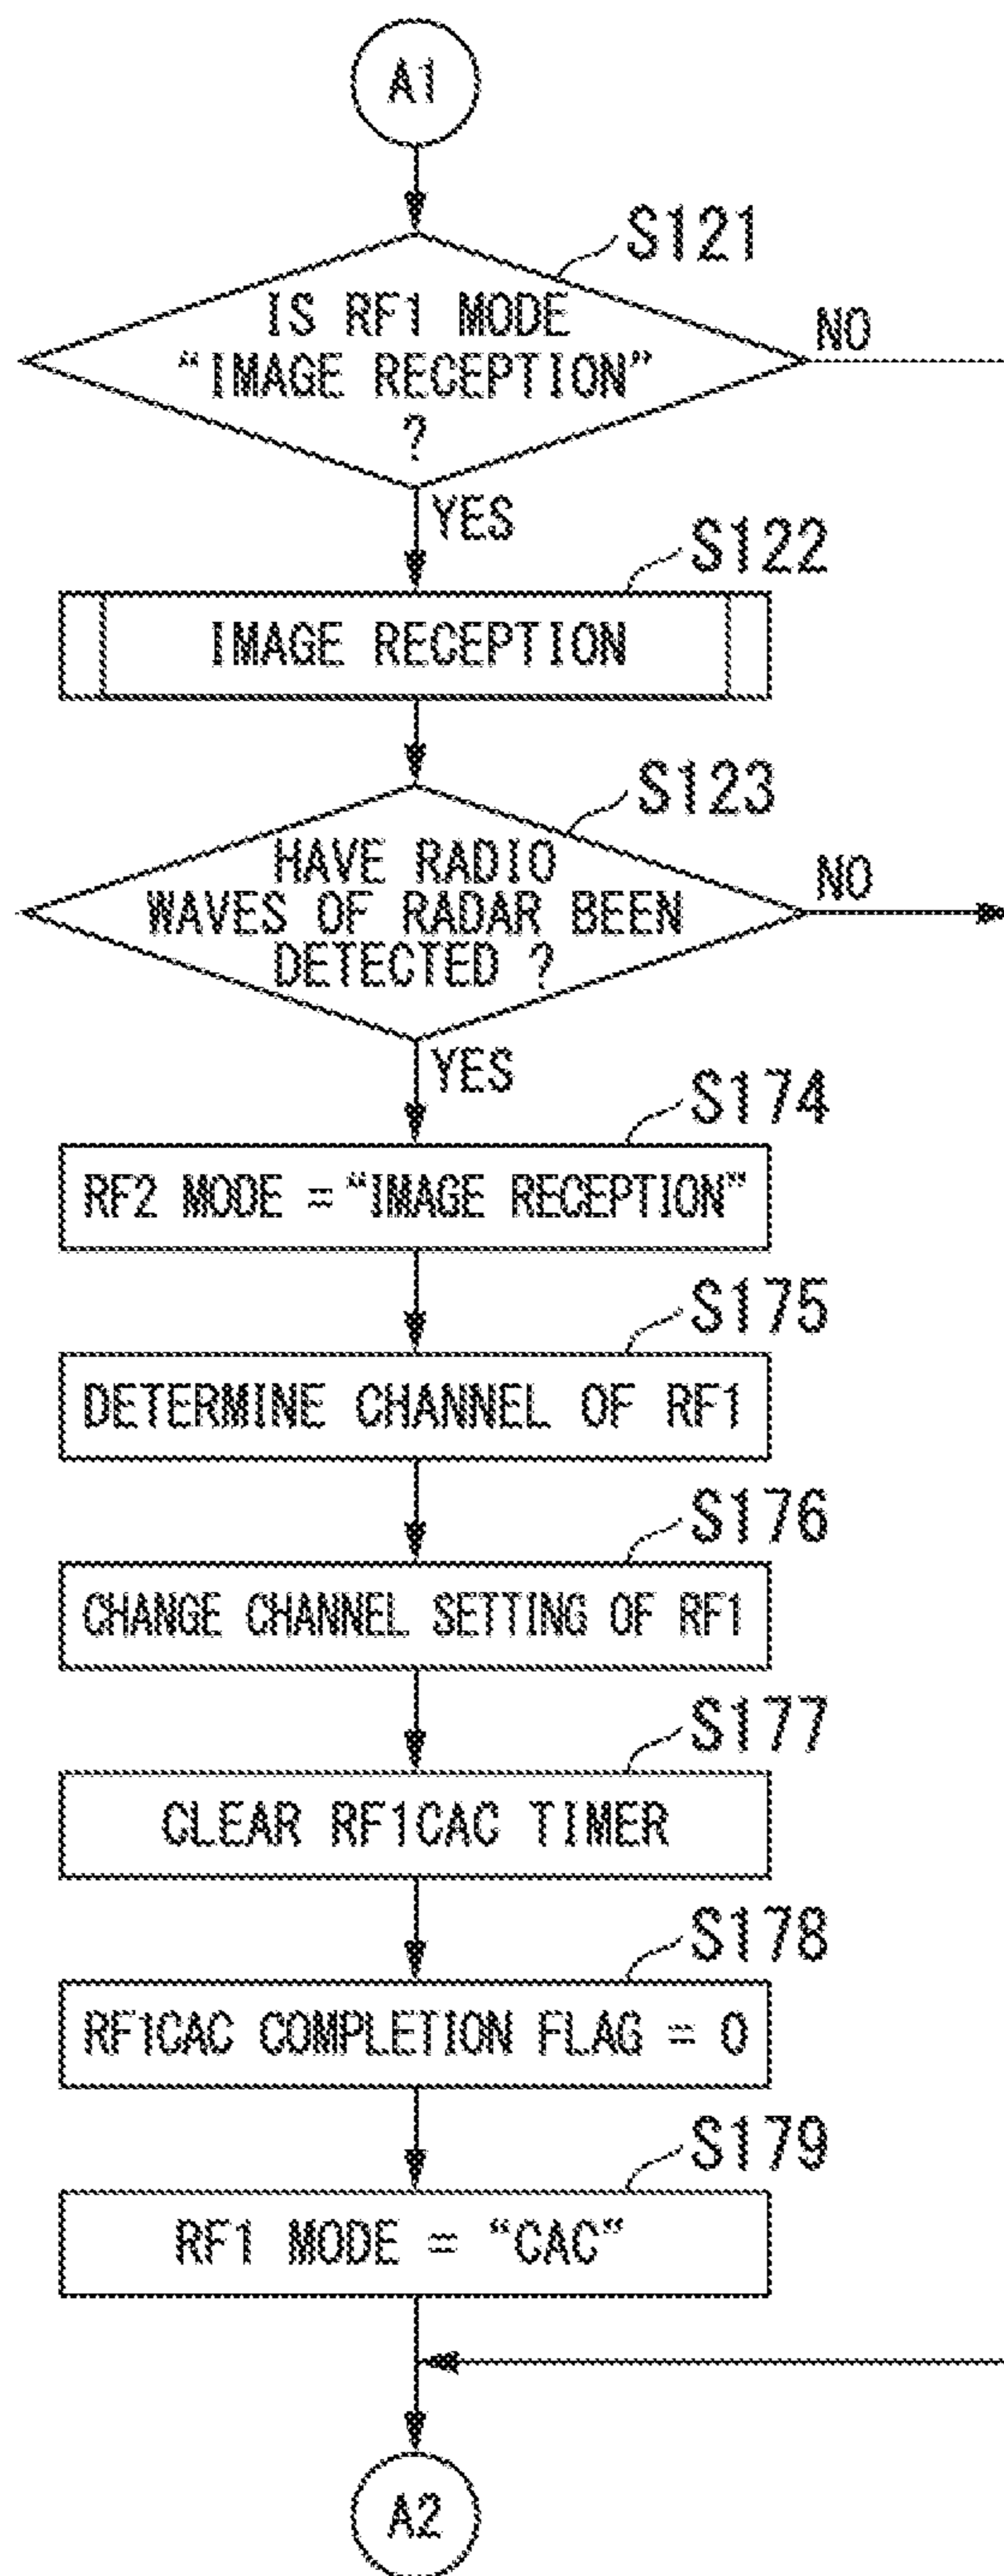 A1
S121
IS RF1 MODE
“IMAGE RECEPTION”
?
NO
YES
S122
IMAGE RECEPTION
S123
HAVE RADIO
WAVES OF RADAR BEEN
DETECTED ?
NO
YES
S174
RF2 MODE = “IMAGE RECEPTION”
S175
DETERMINE CHANNEL OF RF1
S176
CHANGE CHANNEL SETTING OF RF1
S177
CLEAR RF1CAC TIMER
S178
RF1CAC COMPLETION FLAG = 0
S179
RF1 MODE = “CAC”
A2